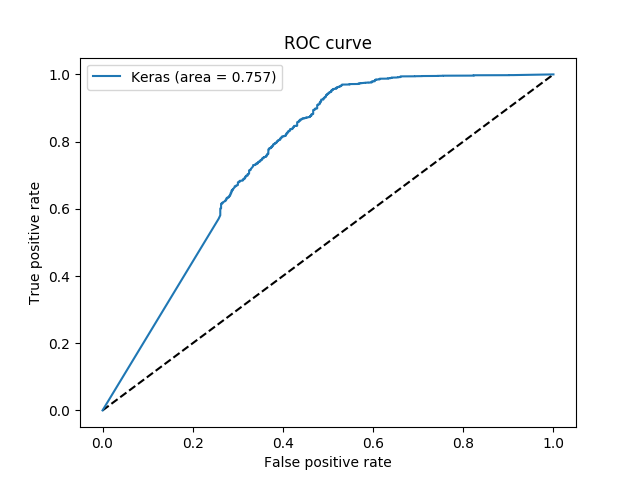 ROC curve
Keras (area = 0.757)
True positive rate
1.0
0.8
0.6
0.4
0.2
0.0
0.0 0.2 0.4 0.6 0.8 1.0
False positive rate